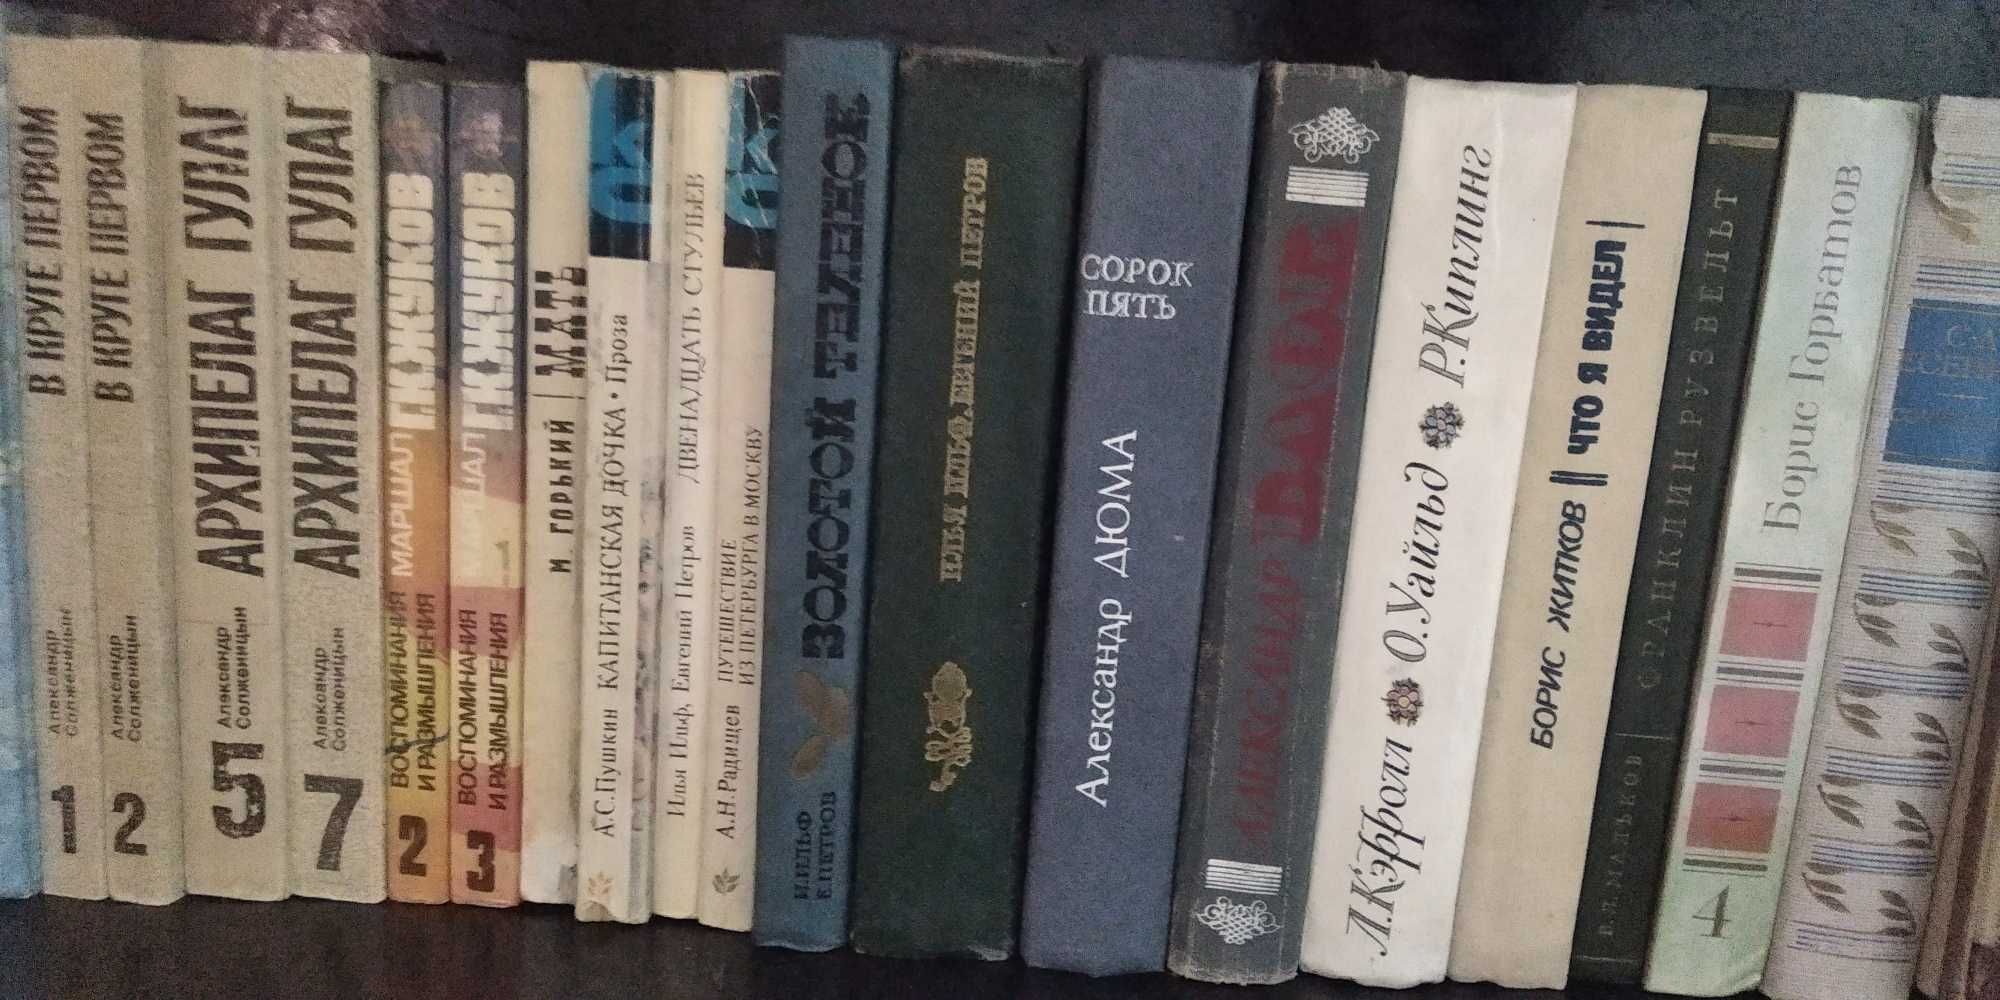 В КРУГЕ ПЕРВОМ
Александр
Солженицын
1
В КРУГЕ ПЕРВОМ
Александр
Солженицын
2
АРХИПЕЛАГ ГУЛАГ
Александр
Солженицын
5
АРХИПЕЛАГ ГУЛАГ
Александр
Солженицын
7
МАРШАЛ Г.К.ЖУКОВ
ВОСПОМИНАНИЯ
И РАЗМЫШЛЕНИЯ
2
МАРШАЛ Г.К.ЖУКОВ
ВОСПОМИНАНИЯ
И РАЗМЫШЛЕНИЯ
3
М. ГОРЬКИЙ | МАТЬ
А.С.Пушкин КАПИТАНСКАЯ ДОЧКА • Проза
Илья Ильф, Евгений Петров ДВЕНАДЦАТЬ СТУЛЬЕВ
А.Н.Радищев ПУТЕШЕСТВИЕ
ИЗ ПЕТЕРБУРГА В МОСКВУ
И.ИЛЬФ
Е.ПЕТРОВ
ЗОЛОТОЙ ТЕЛЕНОК
ИЛЬЯ ИЛЬФ, ЕВГЕНИЙ ПЕТРОВ
СОРОК
ПЯТЬ
Александр ДЮМА
АЛЕКСАНДР
Л.Кэрролл О.Уайльд Р.Киплинг
БОРИС ЖИТКОВ || ЧТО Я ВИДЕЛ |
В.Л.МАЛЬКОВ | ФРАНКЛИН РУЗВЕЛЬТ
Борис Горбатов
4